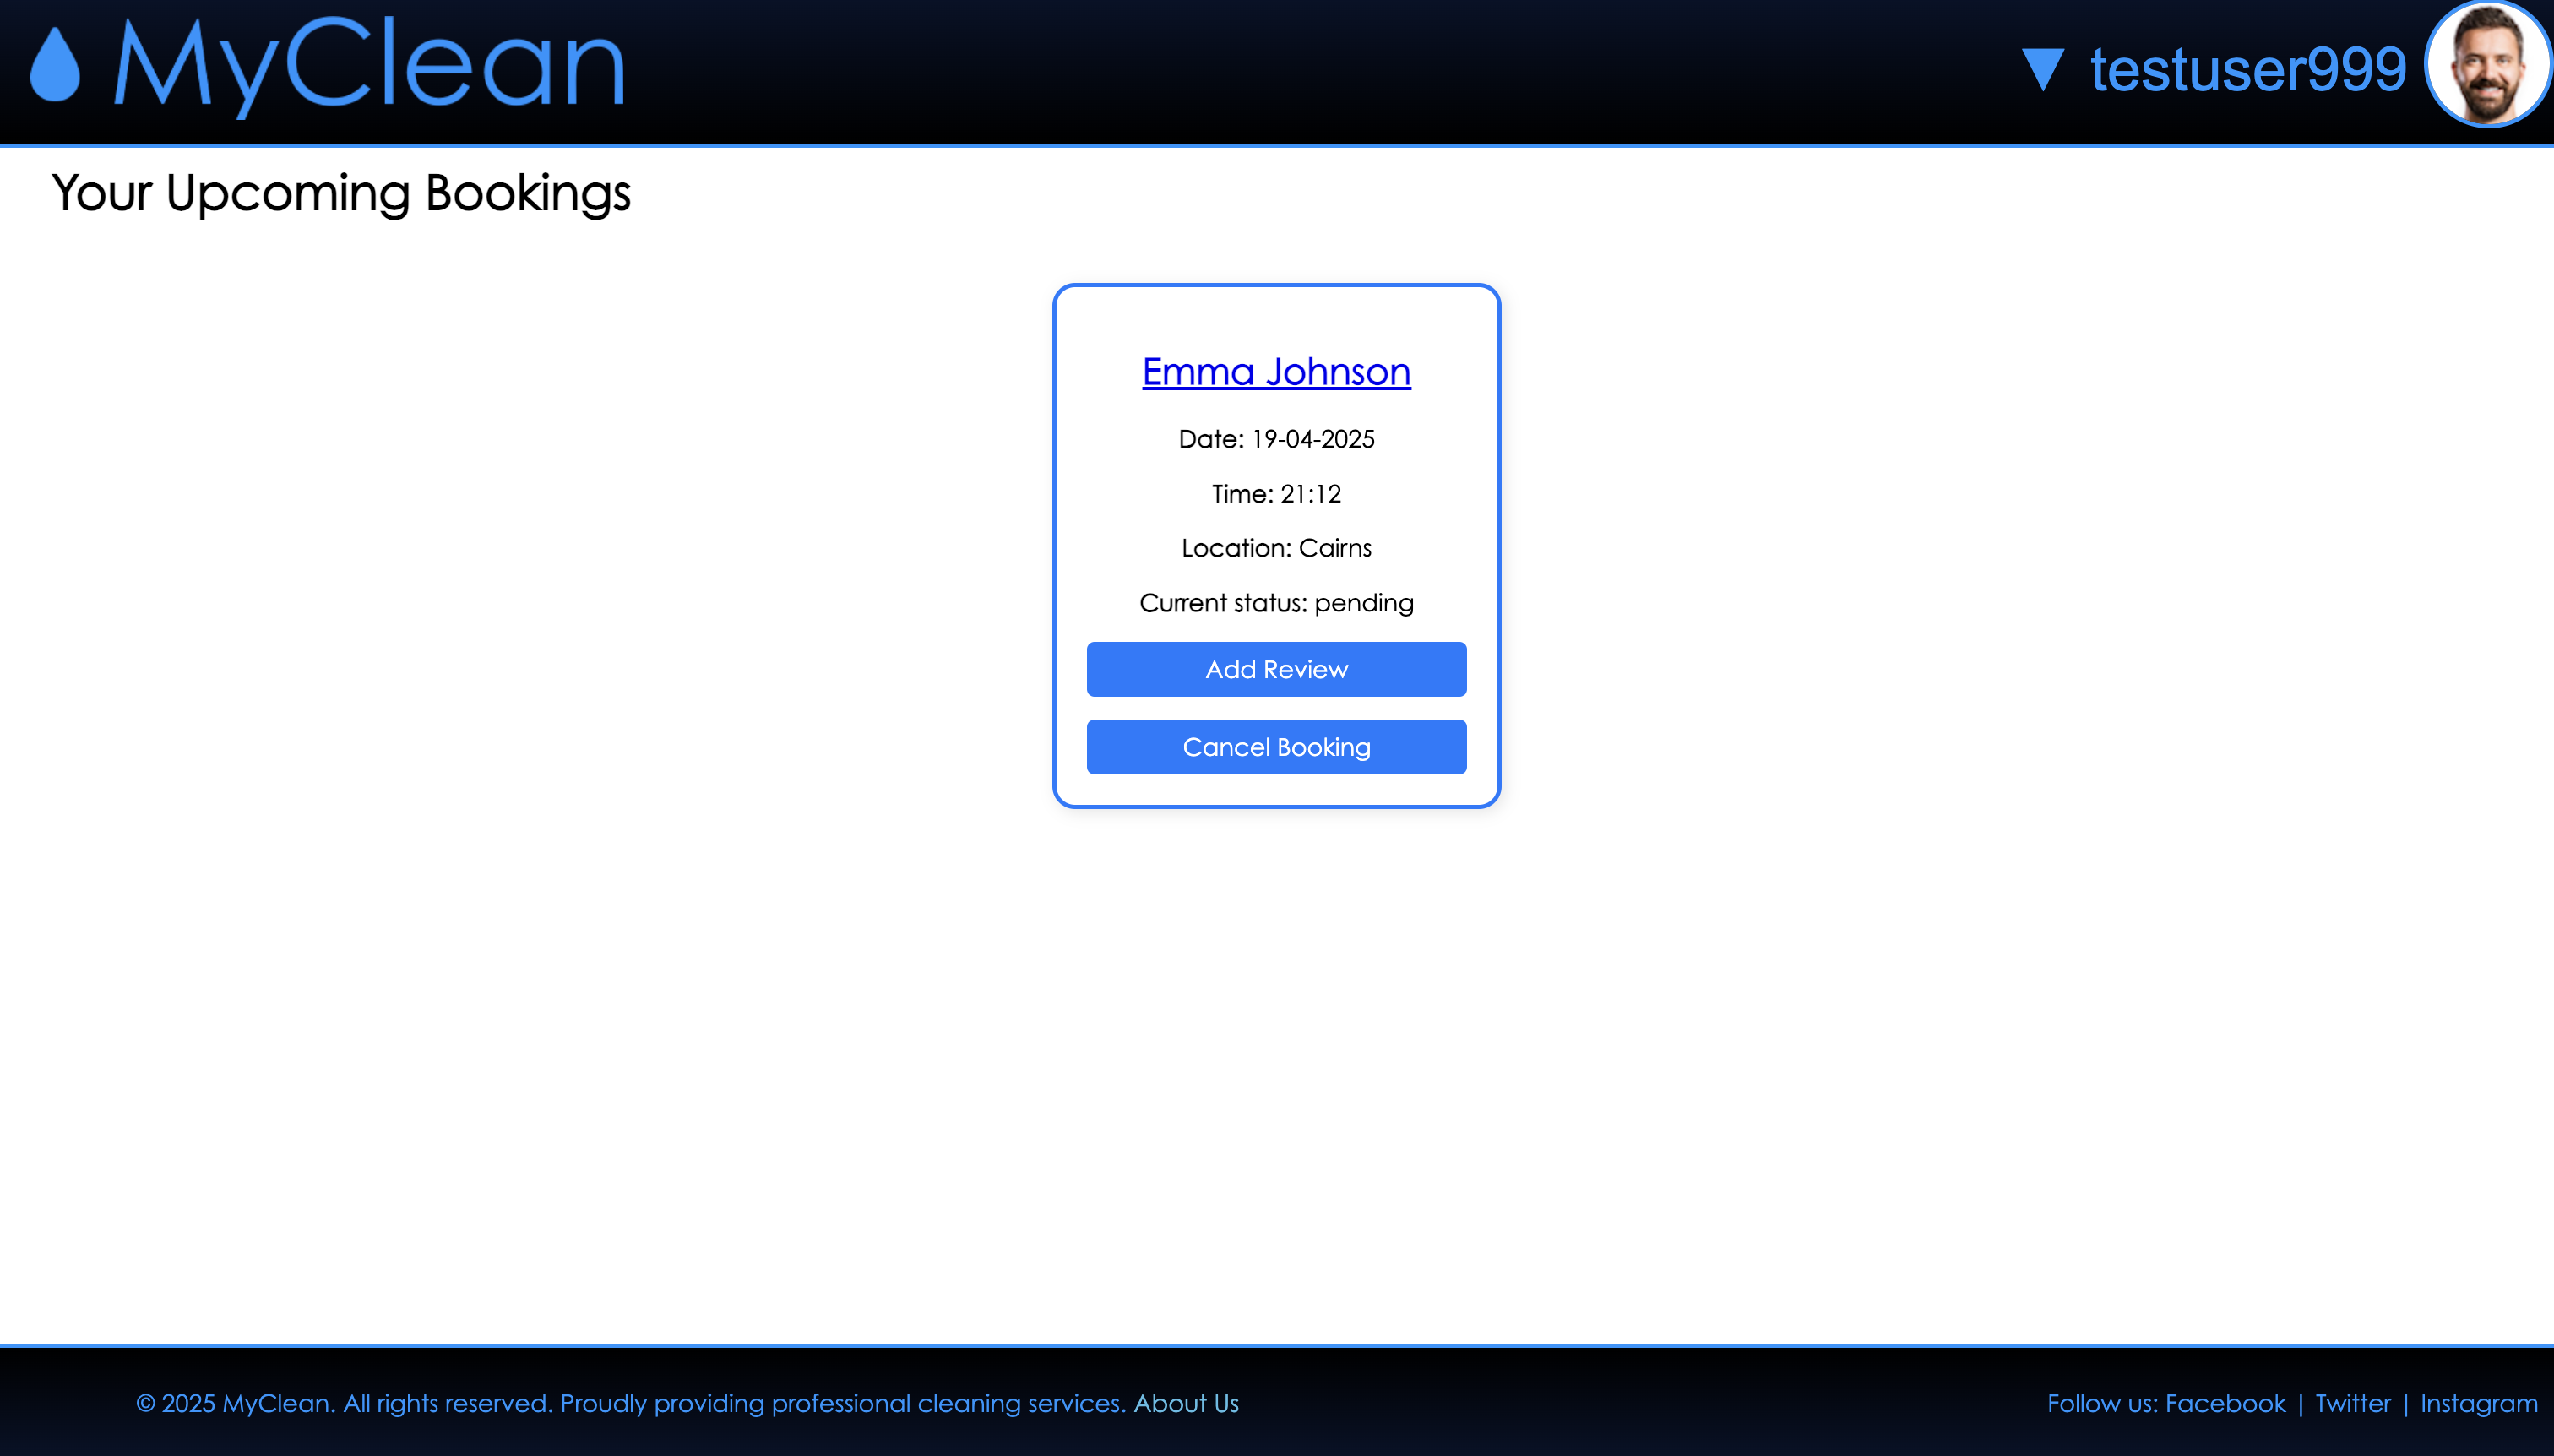 MyClean
▼ testuser999
Your Upcoming Bookings
Emma Johnson
Date: 19-04-2025
Time: 21:12
Location: Cairns
Current status: pending
Add Review
Cancel Booking
© 2025 MyClean. All rights reserved. Proudly providing professional cleaning services. About Us
Follow us: Facebook | Twitter | Instagram